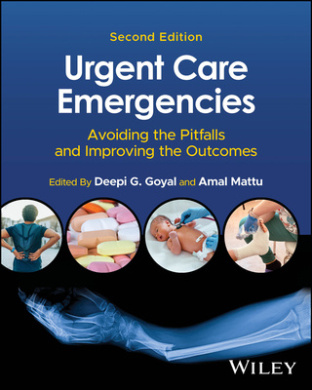 Second Edition
Urgent Care
Emergencies
Avoiding the Pitfalls
and Improving the Outcomes
Edited By Deepi G. Goyal and Amal Mattu
WILEY